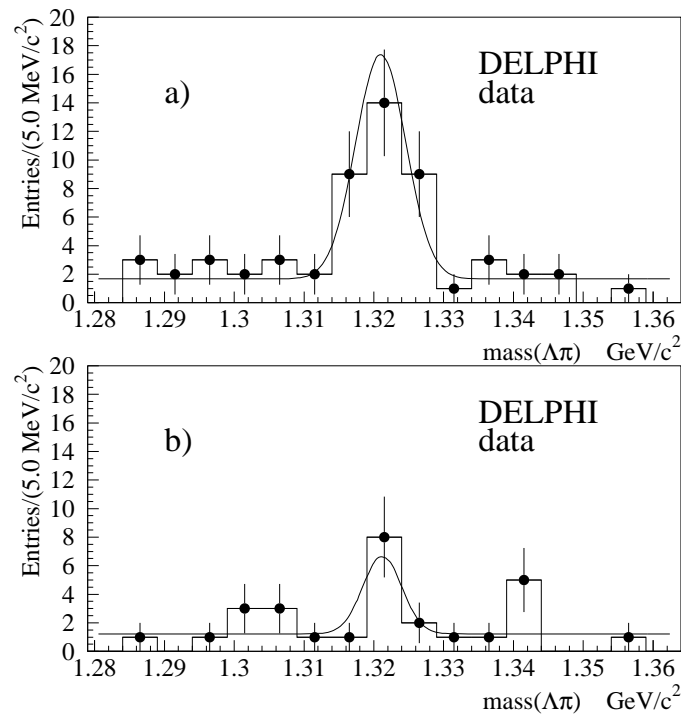 Entries/(5.0 MeV/c²)
20
18
16
14
12
10
8
6
4
2
0
DELPHI
a) data
1.28 1.29 1.3 1.31 1.32 1.33 1.34 1.35 1.36
mass(Λπ) GeV/c²
Entries/(5.0 MeV/c²)
20
18
16
14
12
10
8
6
4
2
0
DELPHI
b) data
1.28 1.29 1.3 1.31 1.32 1.33 1.34 1.35 1.36
mass(Λπ) GeV/c²